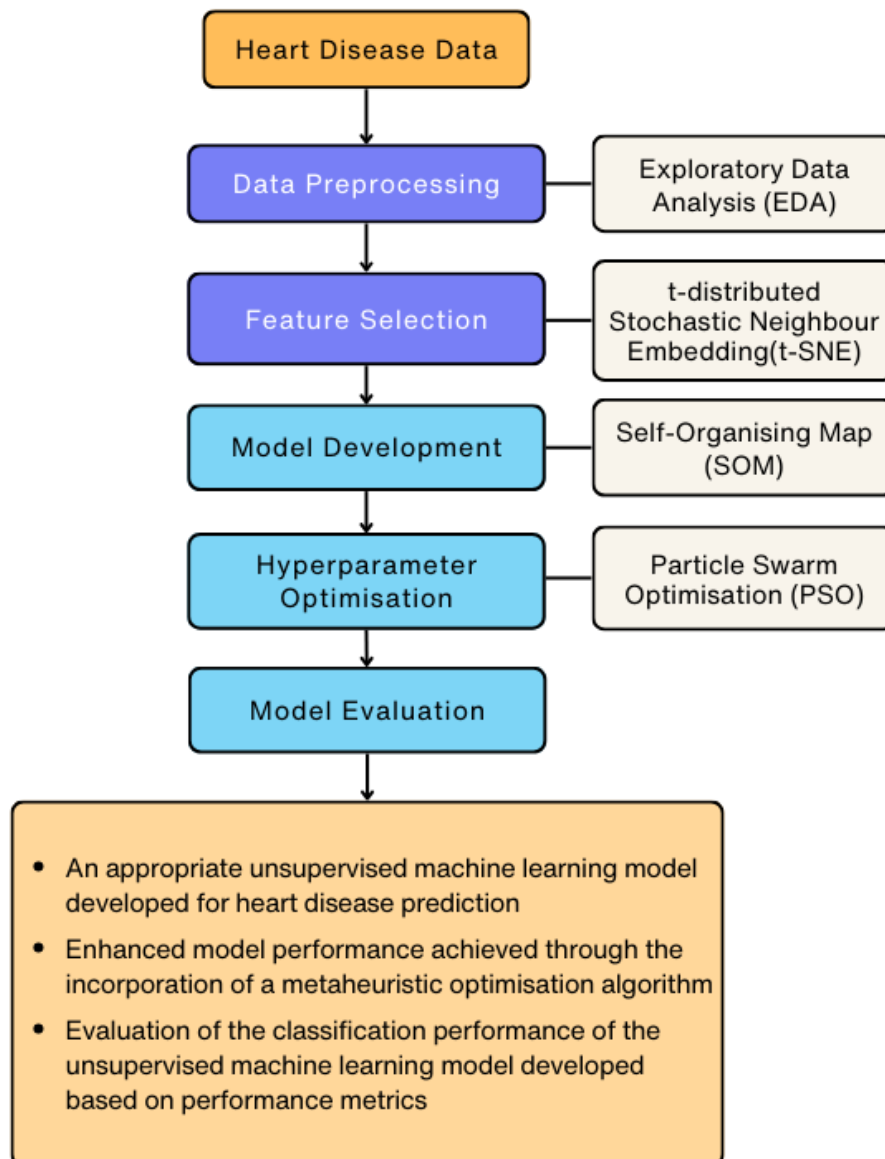 Heart Disease Data
Data Preprocessing
Exploratory Data
Analysis (EDA)
Feature Selection
t-distributed
Stochastic Neighbour
Embedding(t-SNE)
Model Development
Self-Organising Map
(SOM)
Hyperparameter
Optimisation
Particle Swarm
Optimisation (PSO)
Model Evaluation
• An appropriate unsupervised machine learning model
developed for heart disease prediction
• Enhanced model performance achieved through the
incorporation of a metaheuristic optimisation algorithm
• Evaluation of the classification performance of the
unsupervised machine learning model developed
based on performance metrics